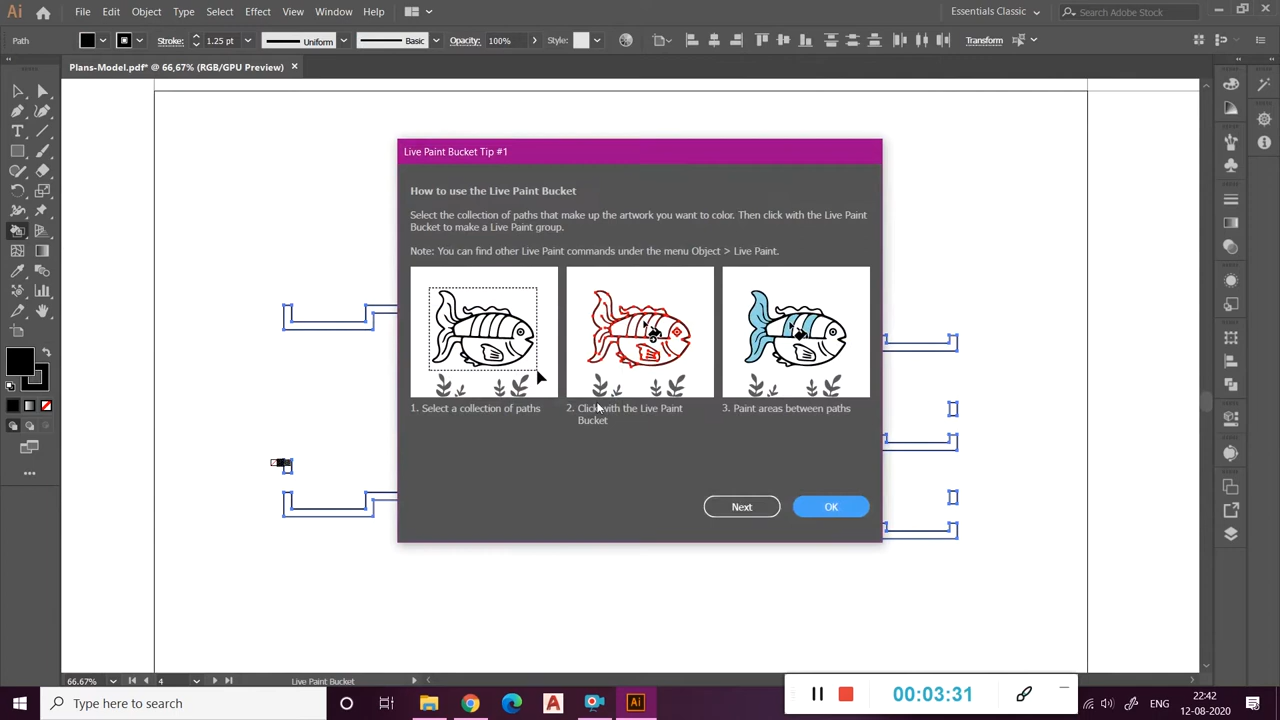 Ai File Edit Object Type Select Effect View Window Help Essentials Classic Search Adobe Stock
Path Stroke: 1.25 pt Uniform Basic Opacity: 100% Style: Transform
Plans-Model.pdf* @ 66,67% (RGB/GPU Preview)
Live Paint Bucket Tip #1
How to use the Live Paint Bucket
Select the collection of paths that make up the artwork you want to color. Then click with the Live Paint
Bucket to make a Live Paint group.
Note: You can find other Live Paint commands under the menu Object > Live Paint.
1. Select a collection of paths
2. Click with the Live Paint
Bucket
3. Paint areas between paths
Next OK
66.67% 4 Live Paint Bucket
Type here to search
00:03:31
ENG
22:42
12-08-2020